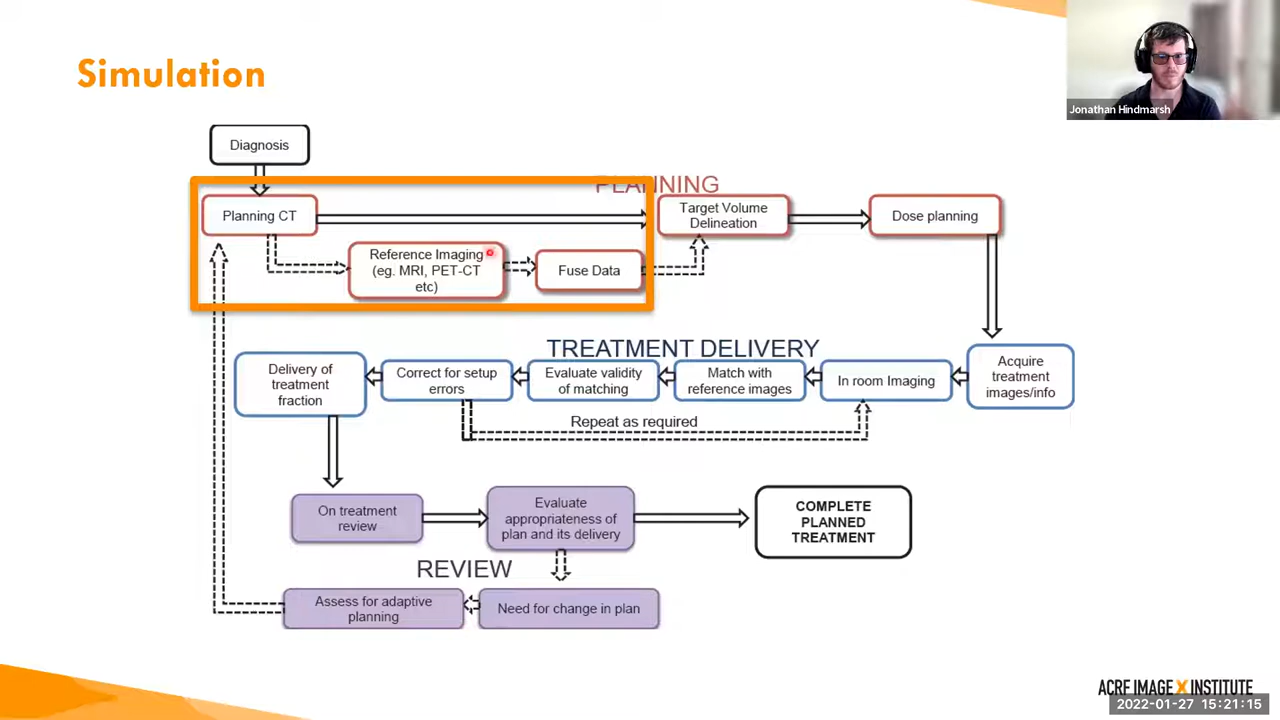 Simulation
Jonathan Hindmarsh
Diagnosis
PLANNING
Planning CT
Target Volume
Delineation
Dose planning
Reference Imaging
(eg. MRI, PET-CT
etc)
Fuse Data
TREATMENT DELIVERY
Delivery of
treatment
fraction
Correct for setup
errors
Evaluate validity
of matching
Match with
reference images
In room Imaging
Acquire
treatment
images/info
Repeat as required
On treatment
review
Evaluate
appropriateness of
plan and its delivery
COMPLETE
PLANNED
TREATMENT
REVIEW
Assess for adaptive
planning
Need for change in plan
ACRF IMAGE X INSTITUTE
2022-01-27 15:21:15